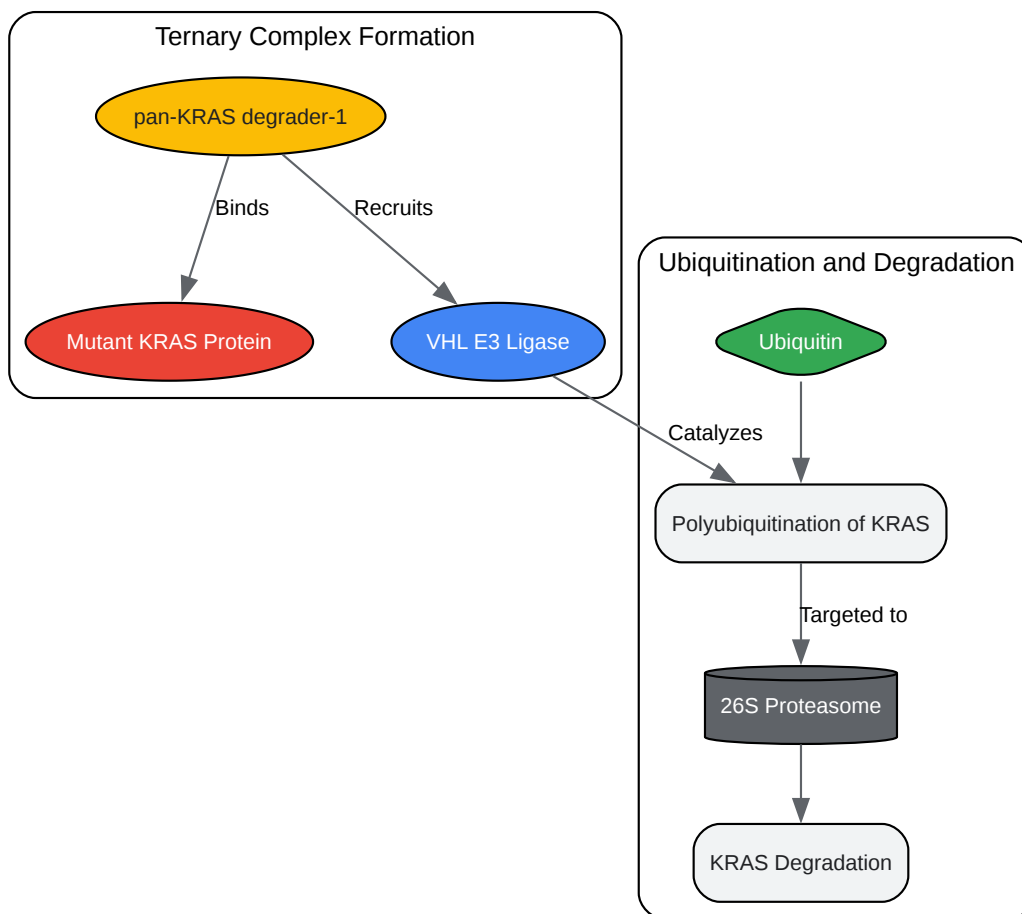 Ternary Complex Formation
pan-KRAS degrader-1
Binds
Recruits
Mutant KRAS Protein
VHL E3 Ligase
Ubiquitination and Degradation
Ubiquitin
Catalyzes
Polyubiquitination of KRAS
Targeted to
26S Proteasome
KRAS Degradation